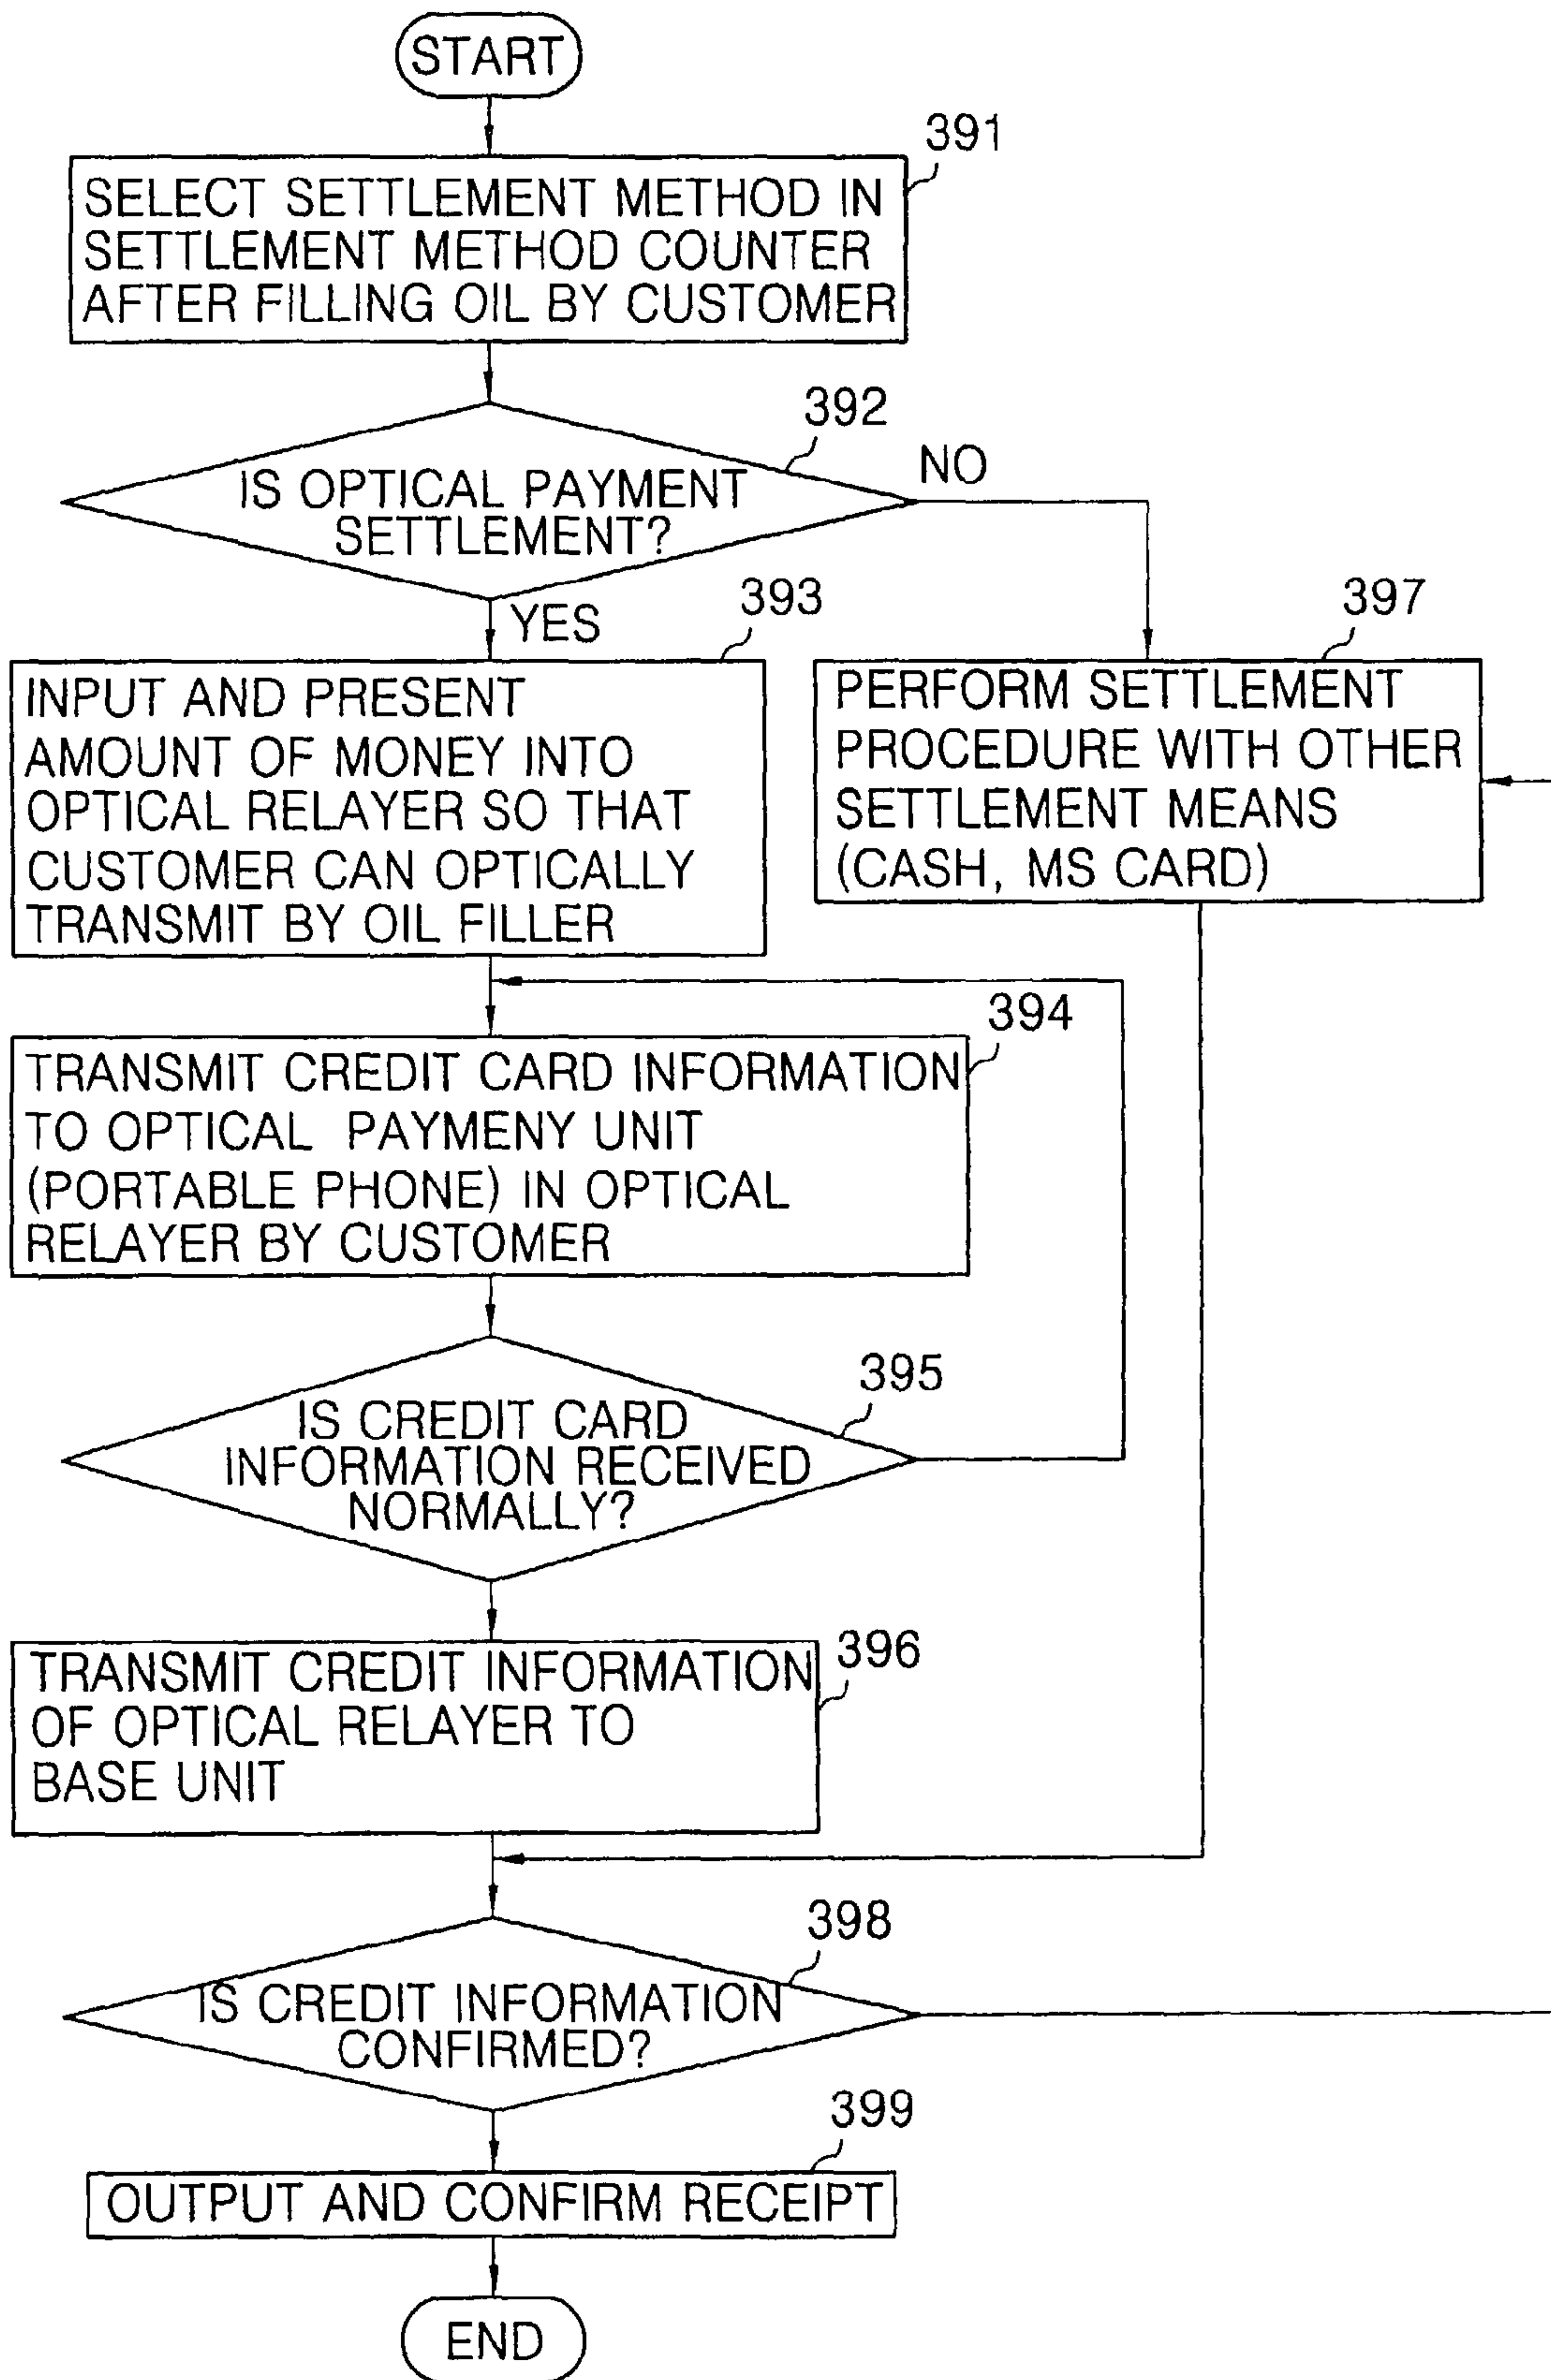 START
391
SELECT SETTLEMENT METHOD IN
SETTLEMENT METHOD COUNTER
AFTER FILLING OIL BY CUSTOMER
392
IS OPTICAL PAYMENT
SETTLEMENT?
NO
YES
393
INPUT AND PRESENT
AMOUNT OF MONEY INTO
OPTICAL RELAYER SO THAT
CUSTOMER CAN OPTICALLY
TRANSMIT BY OIL FILLER
397
PERFORM SETTLEMENT
PROCEDURE WITH OTHER
SETTLEMENT MEANS
(CASH, MS CARD)
394
TRANSMIT CREDIT CARD INFORMATION
TO OPTICAL PAYMENY UNIT
(PORTABLE PHONE) IN OPTICAL
RELAYER BY CUSTOMER
395
IS CREDIT CARD
INFORMATION RECEIVED
NORMALLY?
396
TRANSMIT CREDIT INFORMATION
OF OPTICAL RELAYER TO
BASE UNIT
398
IS CREDIT INFORMATION
CONFIRMED?
399
OUTPUT AND CONFIRM RECEIPT
END